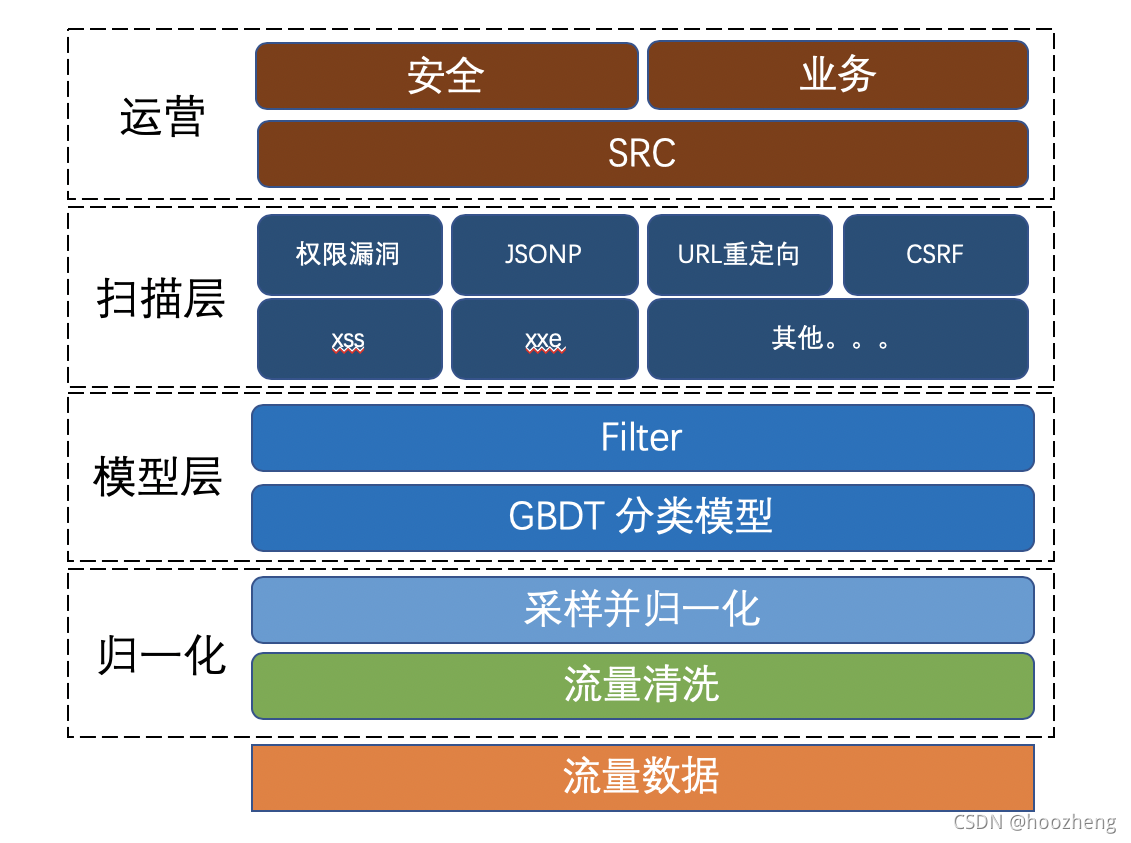 运营
安全
业务
SRC
扫描层
权限漏洞
JSONP
URL重定向
CSRF
xss
xxe
其他。。。
模型层
Filter
GBDT 分类模型
归一化
采样并归一化
流量清洗
流量数据
CSDN @hoozheng